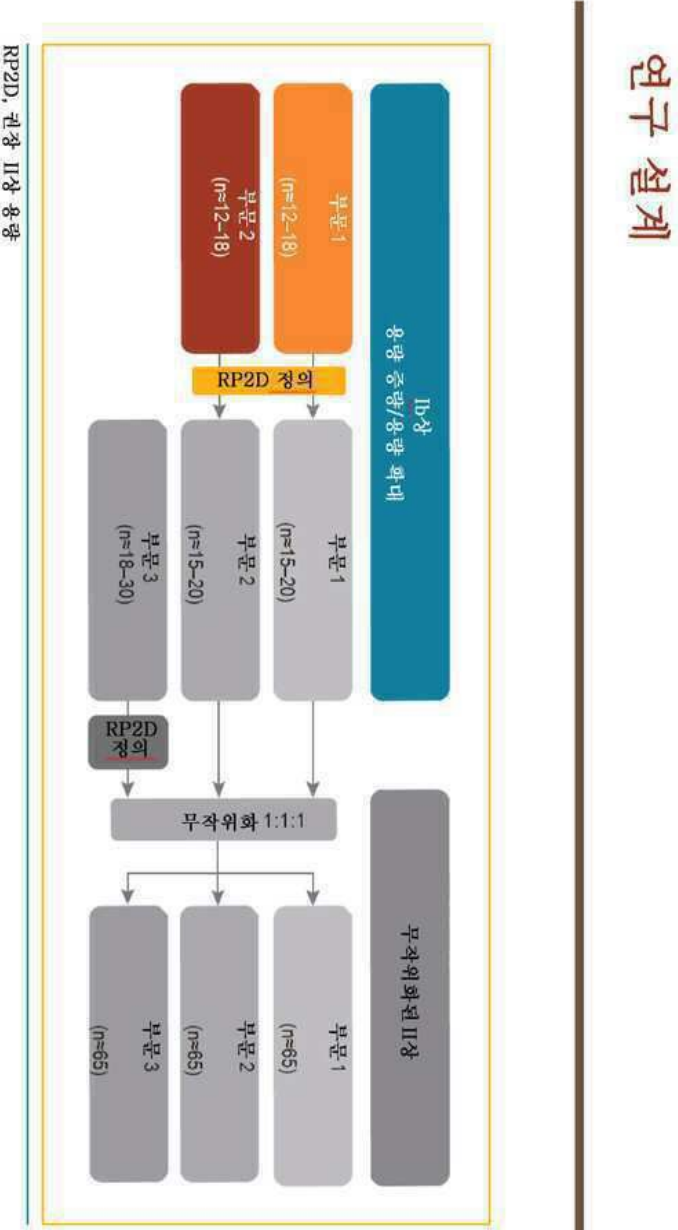 연구 설계
Ib상
용량 증량/용량 확대
무작위화된 II상
부문 1
(n≈12–18)
부문 2
(n≈12–18)
RP2D 정의
부문 1
(n≈15–20)
부문 2
(n≈15–20)
부문 3
(n≈18–30)
RP2D
정의
무작위화 1:1:1
부문 1
(n≈65)
부문 2
(n≈65)
부문 3
(n≈65)
RP2D, 권장 II상 용량